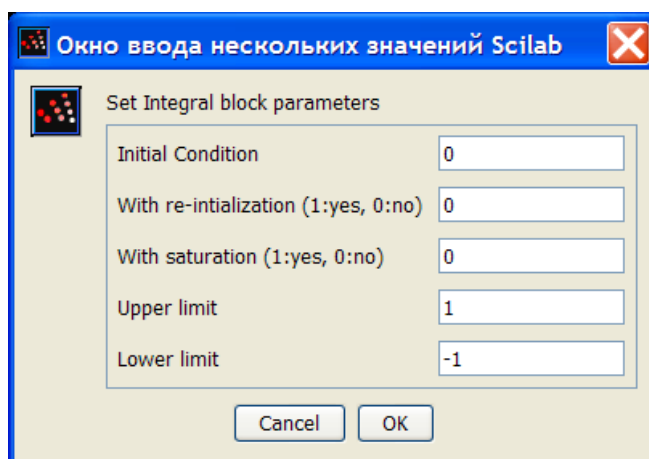 Окно ввода нескольких значений Scilab
Set Integral block parameters
Initial Condition 0
With re-intialization (1:yes, 0:no) 0
With saturation (1:yes, 0:no) 0
Upper limit 1
Lower limit -1
Cancel OK